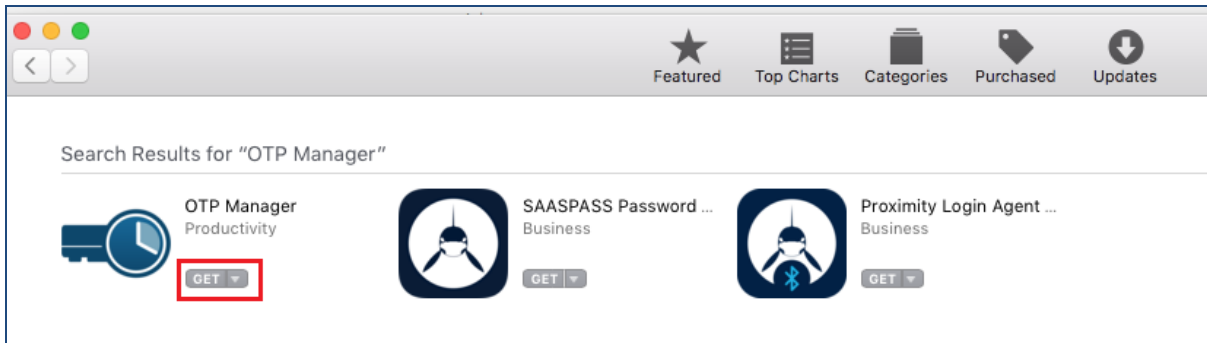 Featured Top Charts Categories Purchased Updates
Search Results for “OTP Manager”
OTP Manager
Productivity
GET
SAASPASS Password ...
Business
GET
Proximity Login Agent ...
Business
GET